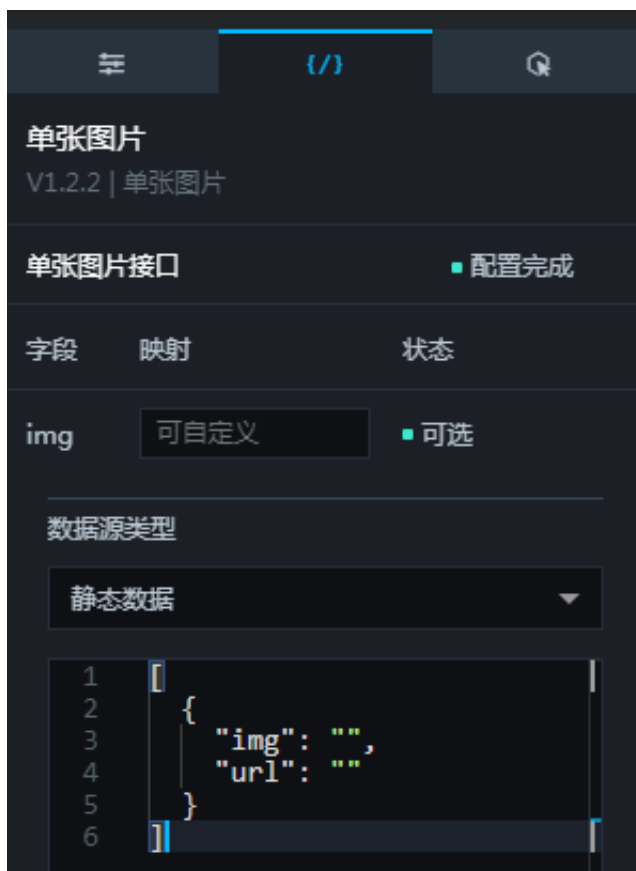 {/}
单张图片
V1.2.2 | 单张图片
单张图片接口 配置完成
字段 映射 状态
img 可自定义 可选
数据源类型
静态数据
1 [
2 {
3 "img": "",
4 "url": ""
5 }
6 ]